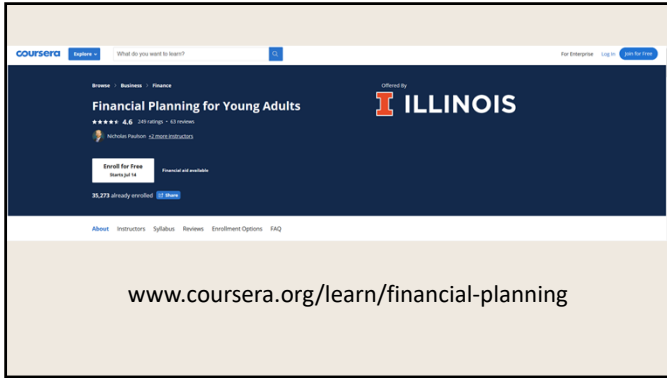 coursera Explore What do you want to learn? For Enterprise Log In Join for Free
Browse > Business > Finance
Offered By
Financial Planning for Young Adults
I ILLINOIS
4.6 249 ratings • 63 reviews
Nicholas Paulson +2 more instructors
Enroll for Free
Starts Jul 14
Financial aid available
35,273 already enrolled Share
About Instructors Syllabus Reviews Enrollment Options FAQ
www.coursera.org/learn/financial-planning